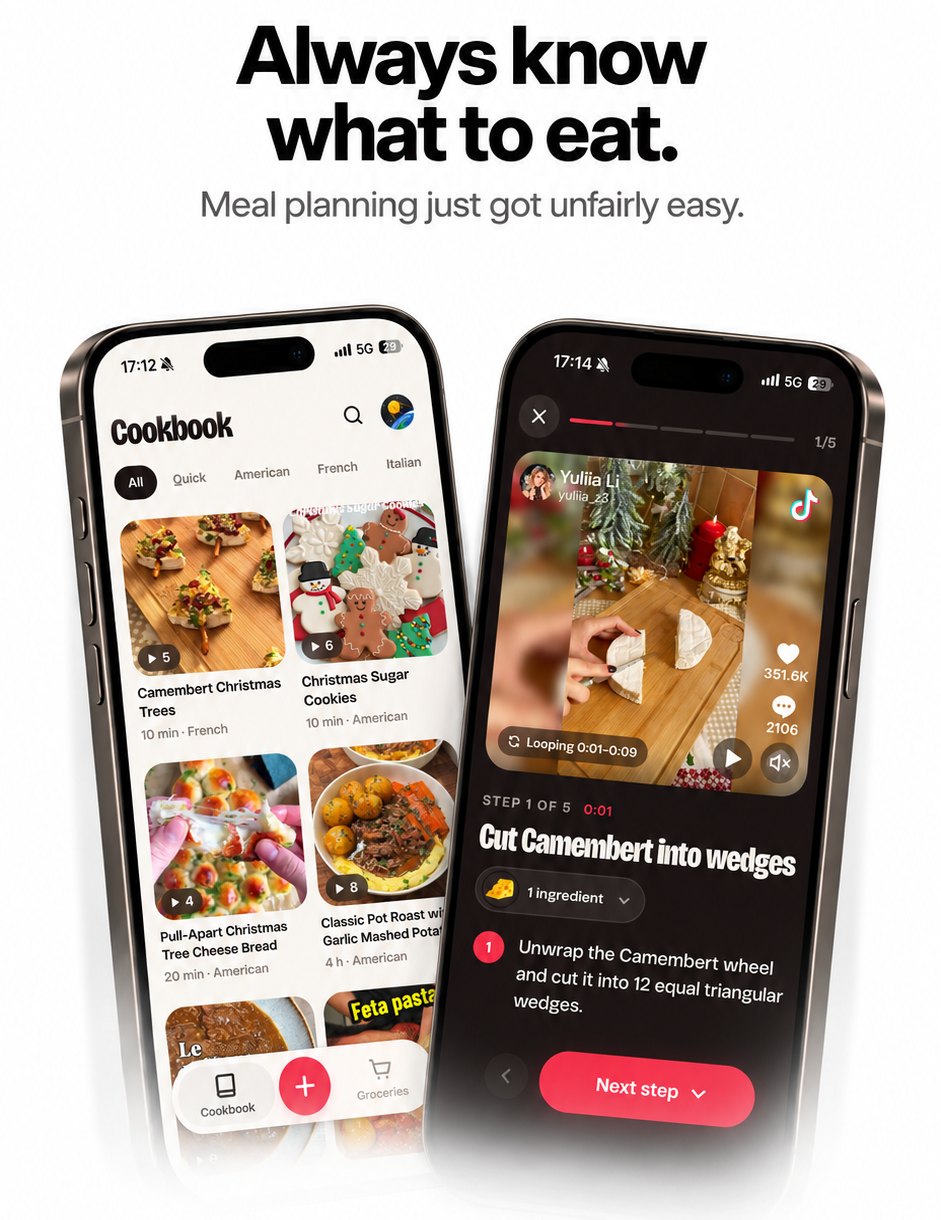 Always know
what to eat.
Meal planning just got unfairly easy.
17:12
5G
29
Cookbook
All
Quick
American
French
Italian
5
6
Camembert Christmas
Trees
10 min · French
Christmas Sugar
Cookies
10 min · American
4
8
Pull-Apart Christmas
Tree Cheese Bread
20 min · American
Classic Pot Roast
Garlic Mashed
4 h · American
Le
Feta pasta
Cookbook
Groceries
17:14
5G
29
1/5
Yuliia Li
yuliia_z3
351.6K
2106
Looping 0:01-0:09
STEP 1 OF 5 0:01
Cut Camembert into wedges
1 ingredient
1
Unwrap the Camembert wheel
and cut it into 12 equal triangular
wedges.
Next step